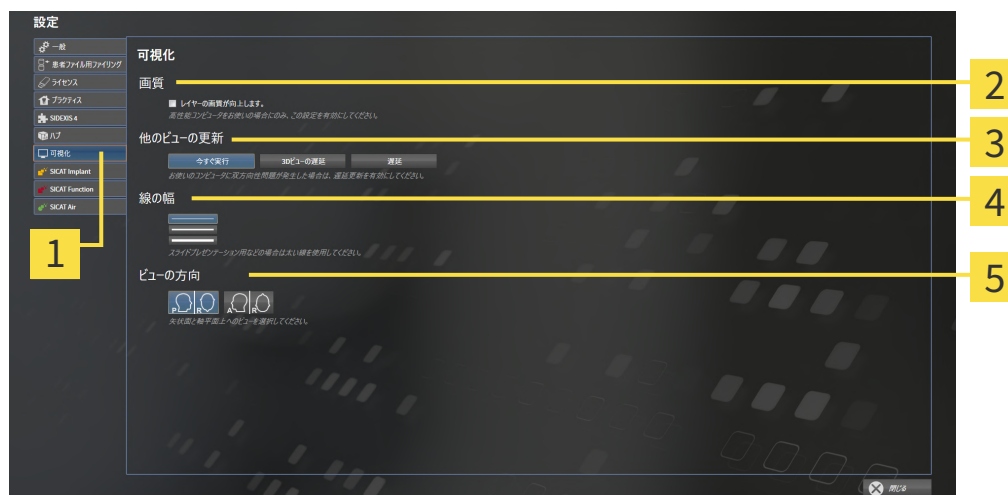 設定
一般
患者ファイル用ファイリング
ライセンス
プラクティス
SIDEXIS 4
ハブ
可視化
SICAT Implant
SICAT Function
SICAT Air
1
可視化
画質
2
レイヤーの画質が向上します。
高性能コンピュータをお使いの場合にのみ、この設定を有効にしてください。
他のビューの更新
3
今すぐ実行 3Dビューの遅延 遅延
お使いのコンピュータに双方向性問題が発生した場合は、遅延更新を有効にしてください。
線の幅
4
スライドプレゼンテーション用などの場合は太い線を使用してください。
ビューの方向
5
P R A R
矢状面と軸平面上へのビューを選択してください。
閉じる